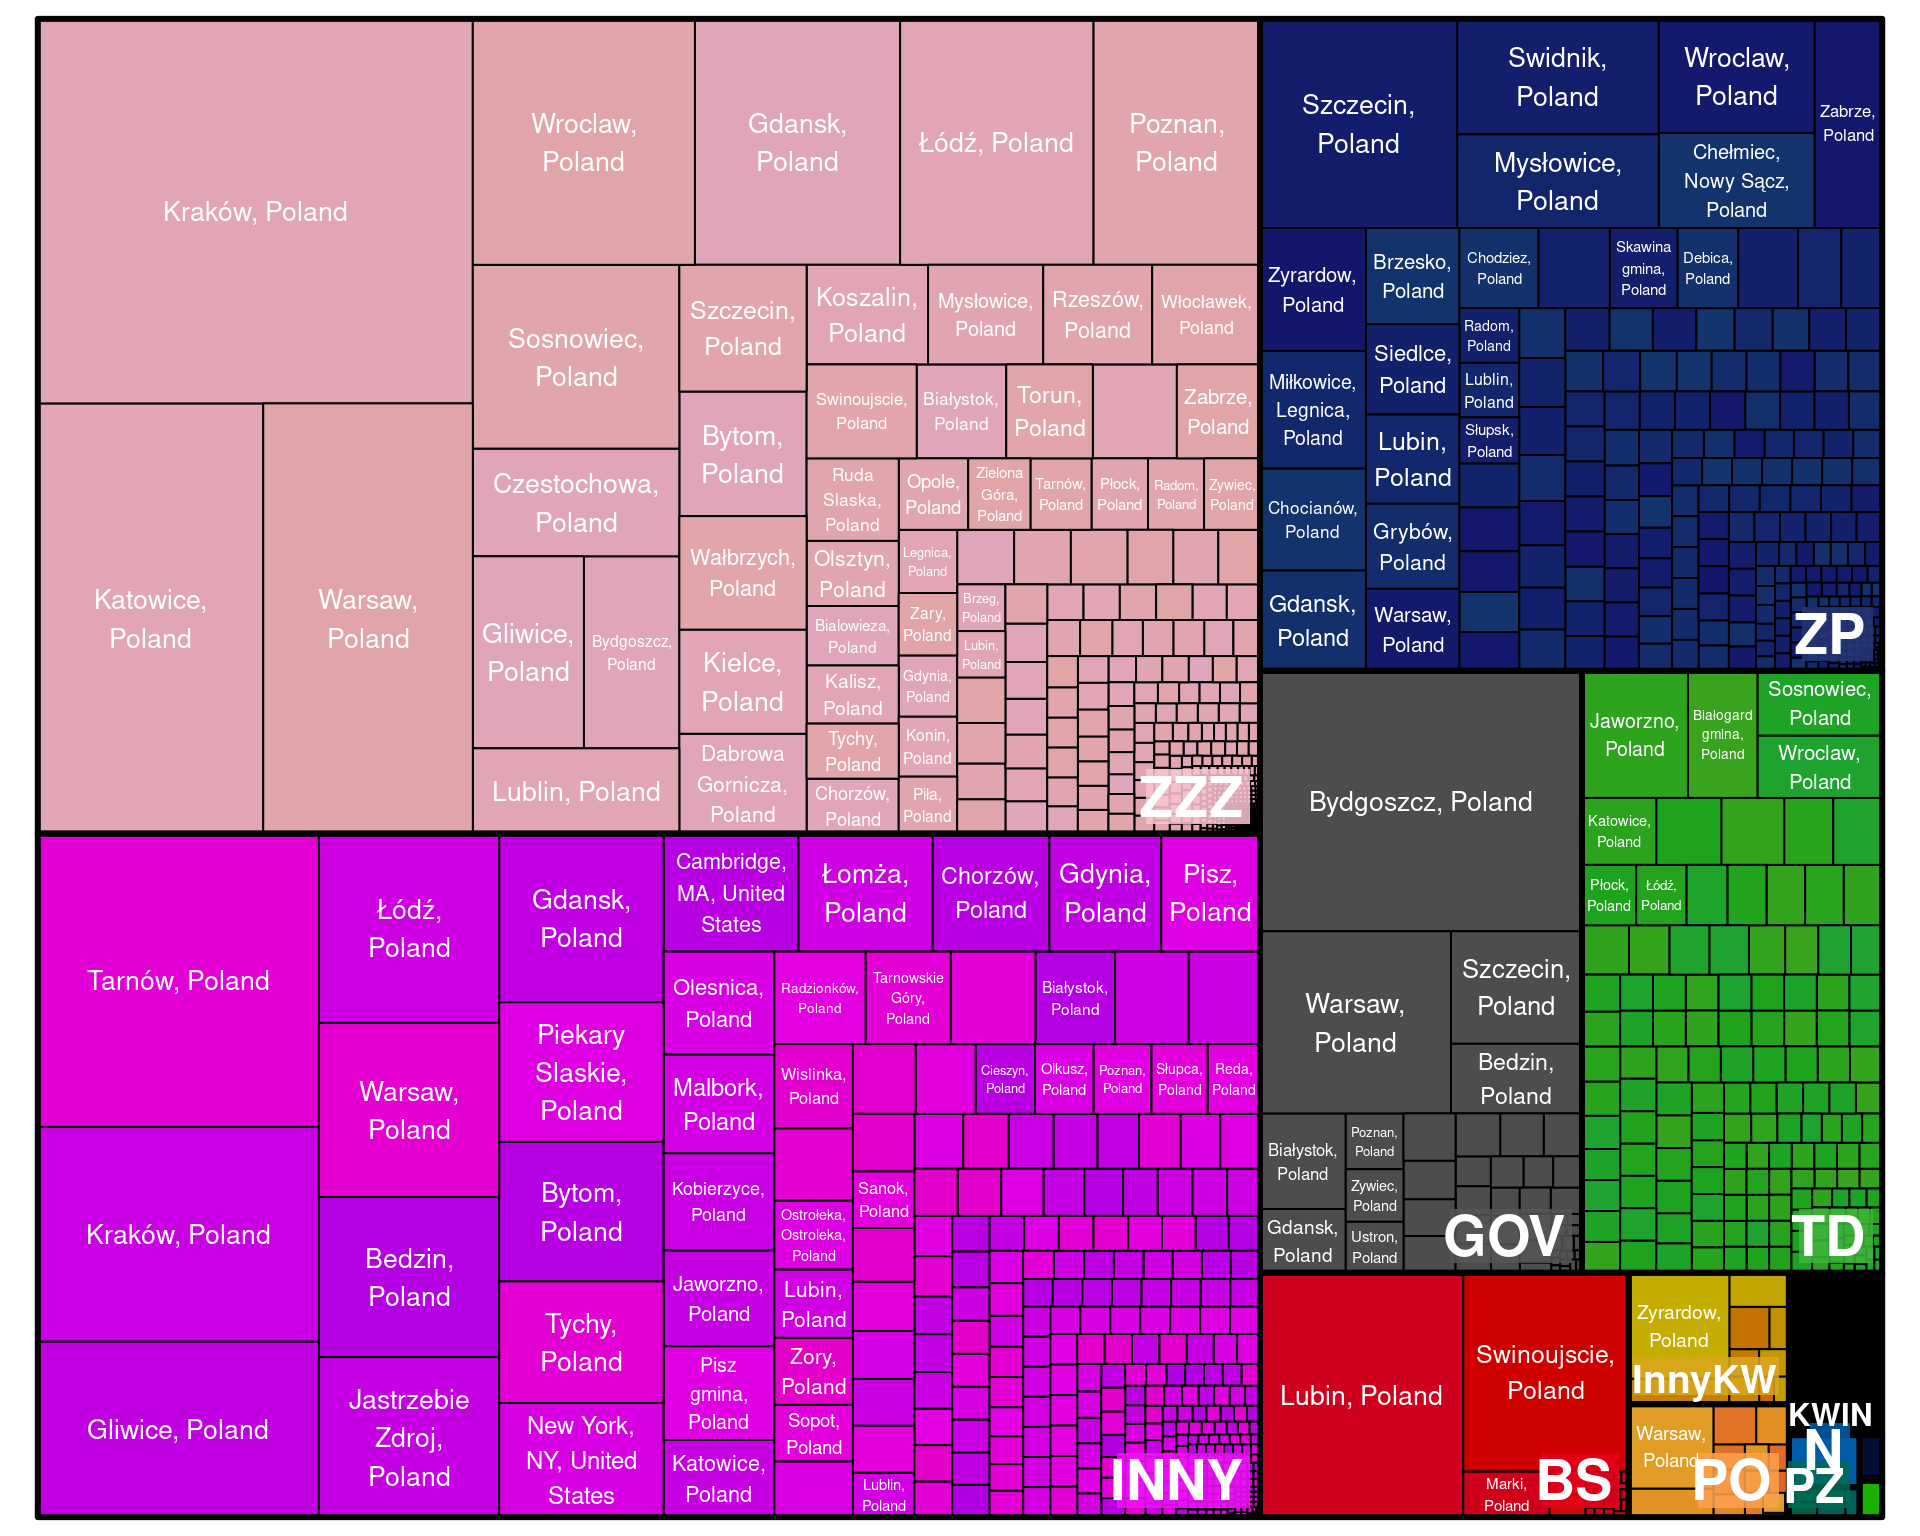 Kraków, Poland
Katowice,
Poland
Warsaw,
Poland
Wroclaw,
Poland
Gdansk,
Poland
Łódź, Poland
Poznan,
Poland
Sosnowiec,
Poland
Czestochowa,
Poland
Gliwice,
Poland
Bydgoszcz,
Poland
Lublin, Poland
Szczecin,
Poland
Bytom,
Poland
Wałbrzych,
Poland
Kielce,
Poland
Dabrowa
Gornicza,
Poland
Koszalin,
Poland
Mysłowice,
Poland
Rzeszów,
Poland
Włocławek,
Poland
Swinoujscie,
Poland
Białystok,
Poland
Torun,
Poland
Zabrze,
Poland
Ruda
Slaska,
Poland
Olsztyn,
Poland
Bialowieza,
Poland
Kalisz,
Poland
Tychy,
Poland
Chorzów,
Poland
Opole,
Poland
Zielona
Góra,
Poland
Tarnów,
Poland
Płock,
Poland
Radom,
Poland
Zywiec,
Poland
Legnica,
Poland
Zary,
Poland
Gdynia,
Poland
Konin,
Poland
Piła,
Poland
Brzeg,
Poland
Lubin,
Poland
ZZZ
Szczecin,
Poland
Swidnik,
Poland
Mysłowice,
Poland
Wroclaw,
Poland
Chełmiec,
Nowy Sącz,
Poland
Zabrze,
Poland
Zyrardow,
Poland
Miłkowice,
Legnica,
Poland
Chocianów,
Poland
Gdansk,
Poland
Brzesko,
Poland
Siedlce,
Poland
Lubin,
Poland
Grybów,
Poland
Warsaw,
Poland
Chodziez,
Poland
Skawina
gmina,
Poland
Debica,
Poland
Radom,
Poland
Lublin,
Poland
Słupsk,
Poland
ZP
Tarnów, Poland
Kraków, Poland
Gliwice, Poland
Łódź,
Poland
Warsaw,
Poland
Bedzin,
Poland
Jastrzebie
Zdroj,
Poland
Gdansk,
Poland
Piekary
Slaskie,
Poland
Bytom,
Poland
Tychy,
Poland
New York,
NY, United
States
Cambridge,
MA, United
States
Łomża,
Poland
Chorzów,
Poland
Gdynia,
Poland
Pisz,
Poland
Olesnica,
Poland
Malbork,
Poland
Kobierzyce,
Poland
Jaworzno,
Poland
Pisz
gmina,
Poland
Katowice,
Poland
Radzionków,
Poland
Tarnowskie
Góry,
Poland
Białystok,
Poland
Wislinka,
Poland
Cieszyn,
Poland
Olkusz,
Poland
Poznan,
Poland
Słupca,
Poland
Reda,
Poland
Ostrołeka,
Ostroleka,
Poland
Sanok,
Poland
Lubin,
Poland
Zory,
Poland
Sopot,
Poland
Lublin,
Poland
INNY
Bydgoszcz, Poland
Warsaw,
Poland
Szczecin,
Poland
Bedzin,
Poland
Białystok,
Poland
Gdansk,
Poland
Poznan,
Poland
Zywiec,
Poland
Ustron,
Poland
GOV
Jaworzno,
Poland
Białogard
gmina,
Poland
Sosnowiec,
Poland
Wroclaw,
Poland
Katowice,
Poland
Płock,
Poland
Łódź,
Poland
TD
Lubin, Poland
Swinoujscie,
Poland
Marki,
Poland
BS
Zyrardow,
Poland
InnyKW
Warsaw,
Poland
PO
KWIN
N
PZ